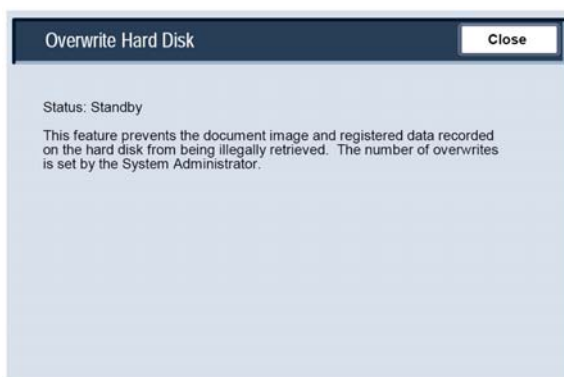 Overwrite Hard Disk
Close
Status: Standby
This feature prevents the document image and registered data recorded
on the hard disk from being illegally retrieved. The number of overwrites
is set by the System Administrator.